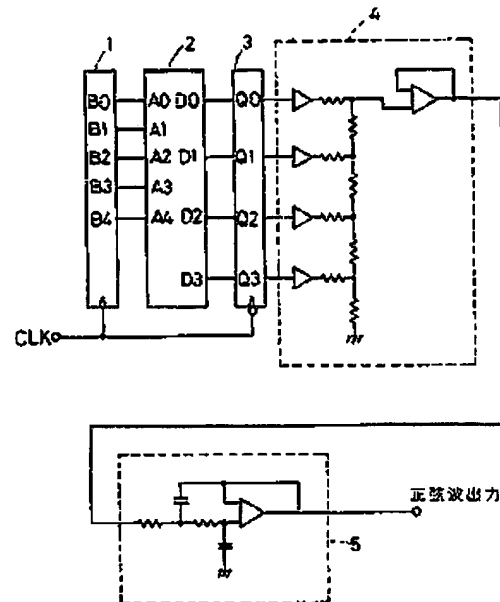 4
1 2 3
B0 A0 D0 Q0
B1 A1
B2 A2 D1 Q1
B3 A3
B4 A4 D2 Q2
D3 Q3
CLK
正弦波出力
5